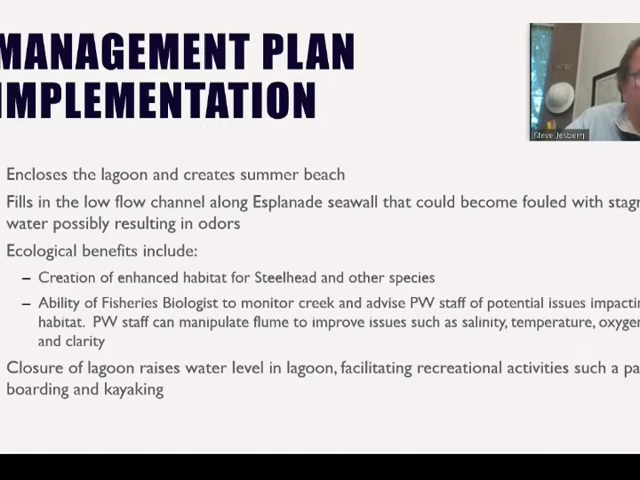 MANAGEMENT PLAN
IMPLEMENTATION
Steve Jesberg
Encloses the lagoon and creates summer beach
Fills in the low flow channel along Esplanade seawall that could become fouled with stagn
water possibly resulting in odors
Ecological benefits include:
– Creation of enhanced habitat for Steelhead and other species
– Ability of Fisheries Biologist to monitor creek and advise PW staff of potential issues impactin
habitat. PW staff can manipulate flume to improve issues such as salinity, temperature, oxygen
and clarity
Closure of lagoon raises water level in lagoon, facilitating recreational activities such a pa
boarding and kayaking